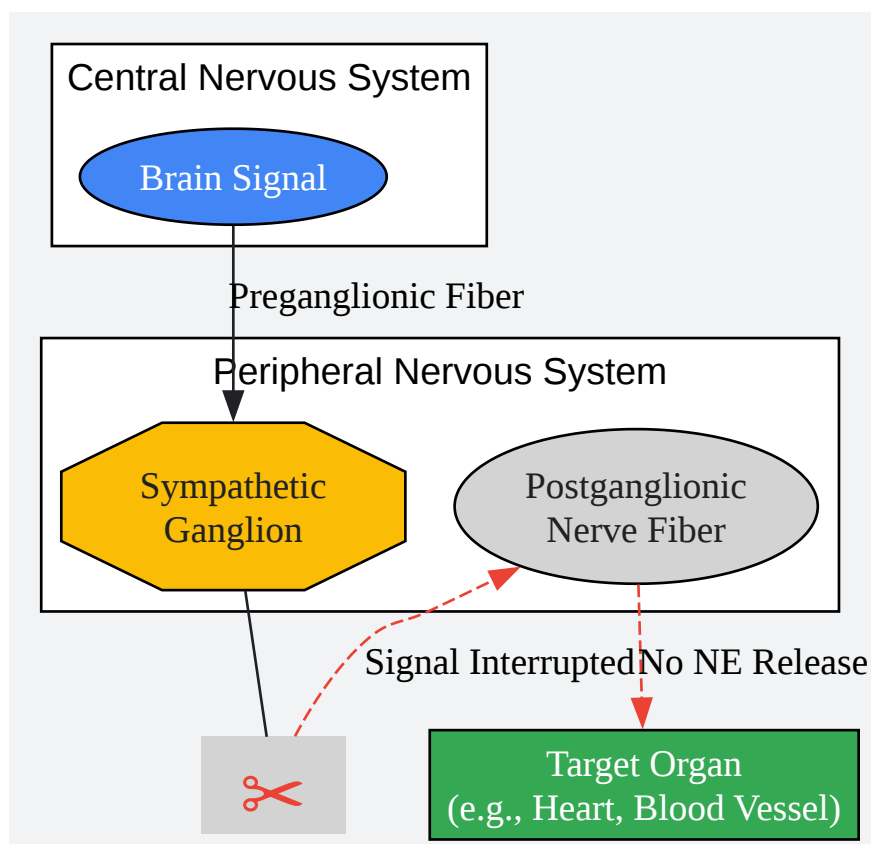 Central Nervous System
Brain Signal
Preganglionic Fiber
Peripheral Nervous System
Sympathetic
Ganglion
Postganglionic
Nerve Fiber
Signal Interrupted
No NE Release
Target Organ
(e.g., Heart, Blood Vessel)